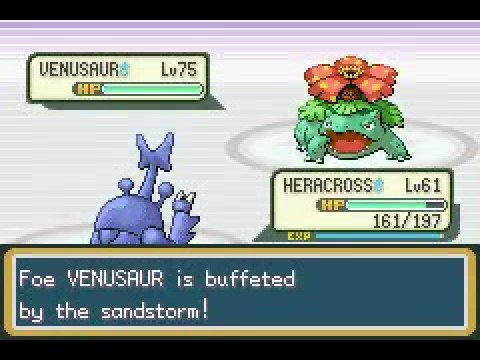 VENUSAUR♂ Lv75
HP
HERACROSS♂ Lv61
HP
161/197
EXP
Foe VENUSAUR is buffeted
by the sandstorm!